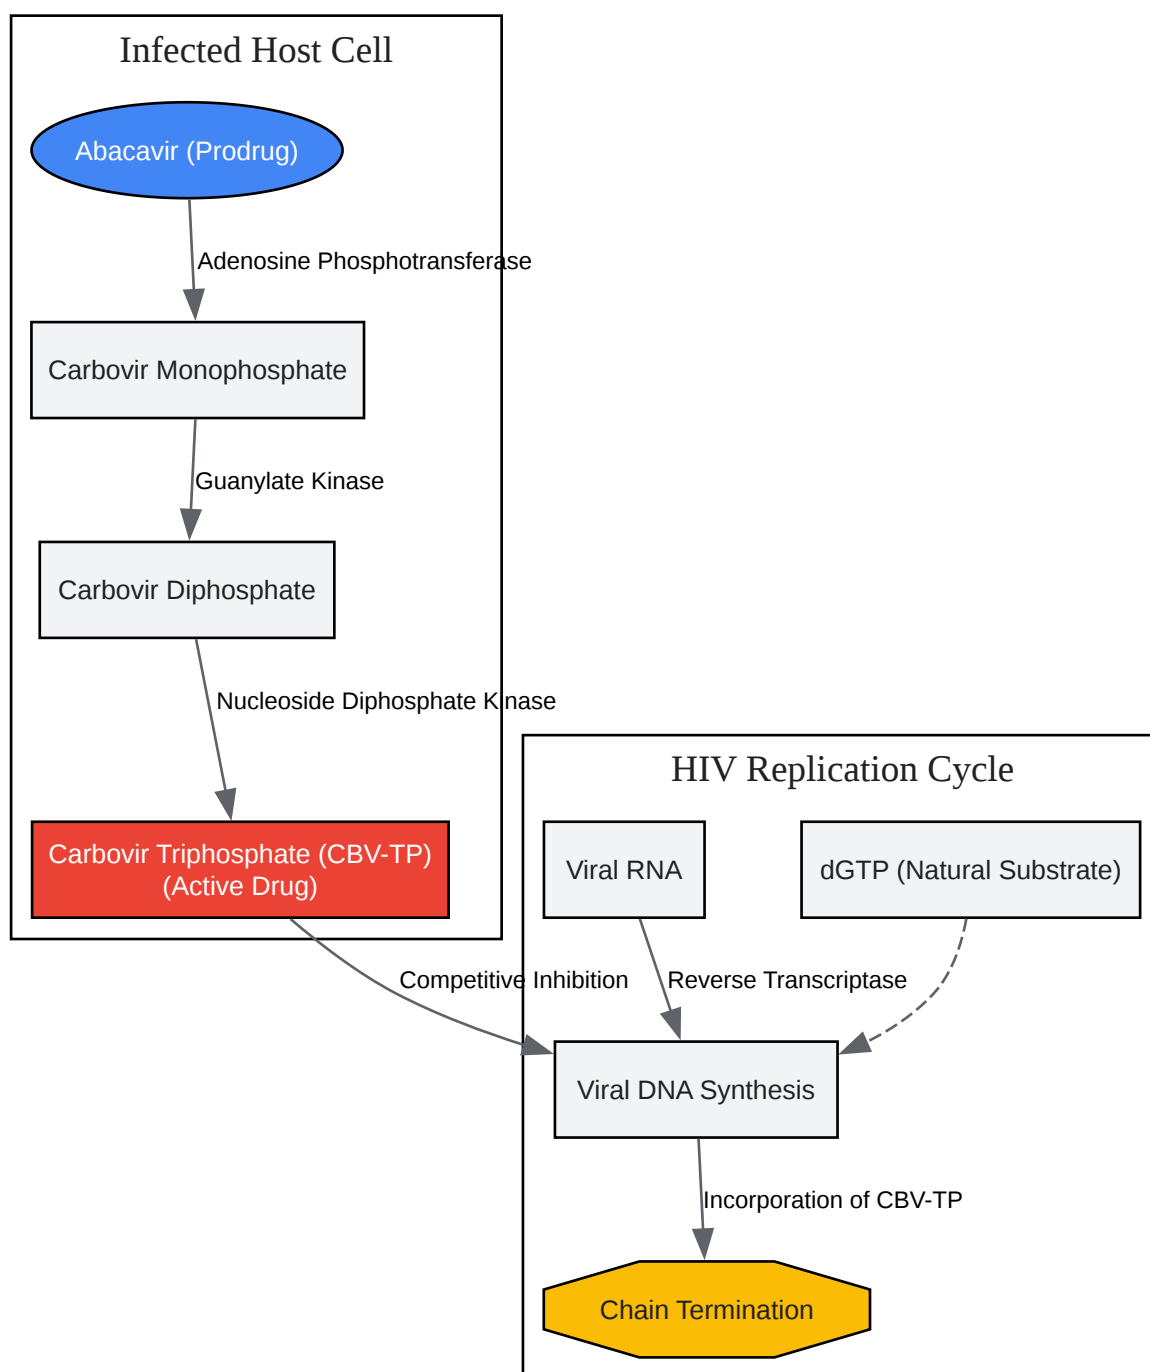 Infected Host Cell
Abacavir (Prodrug)
Adenosine Phosphotransferase
Carbovir Monophosphate
Guanylate Kinase
Carbovir Diphosphate
Nucleoside Diphosphate Kinase
Carbovir Triphosphate (CBV-TP)
(Active Drug)
Competitive Inhibition
HIV Replication Cycle
Viral RNA
dGTP (Natural Substrate)
Reverse Transcriptase
Viral DNA Synthesis
Incorporation of CBV-TP
Chain Termination